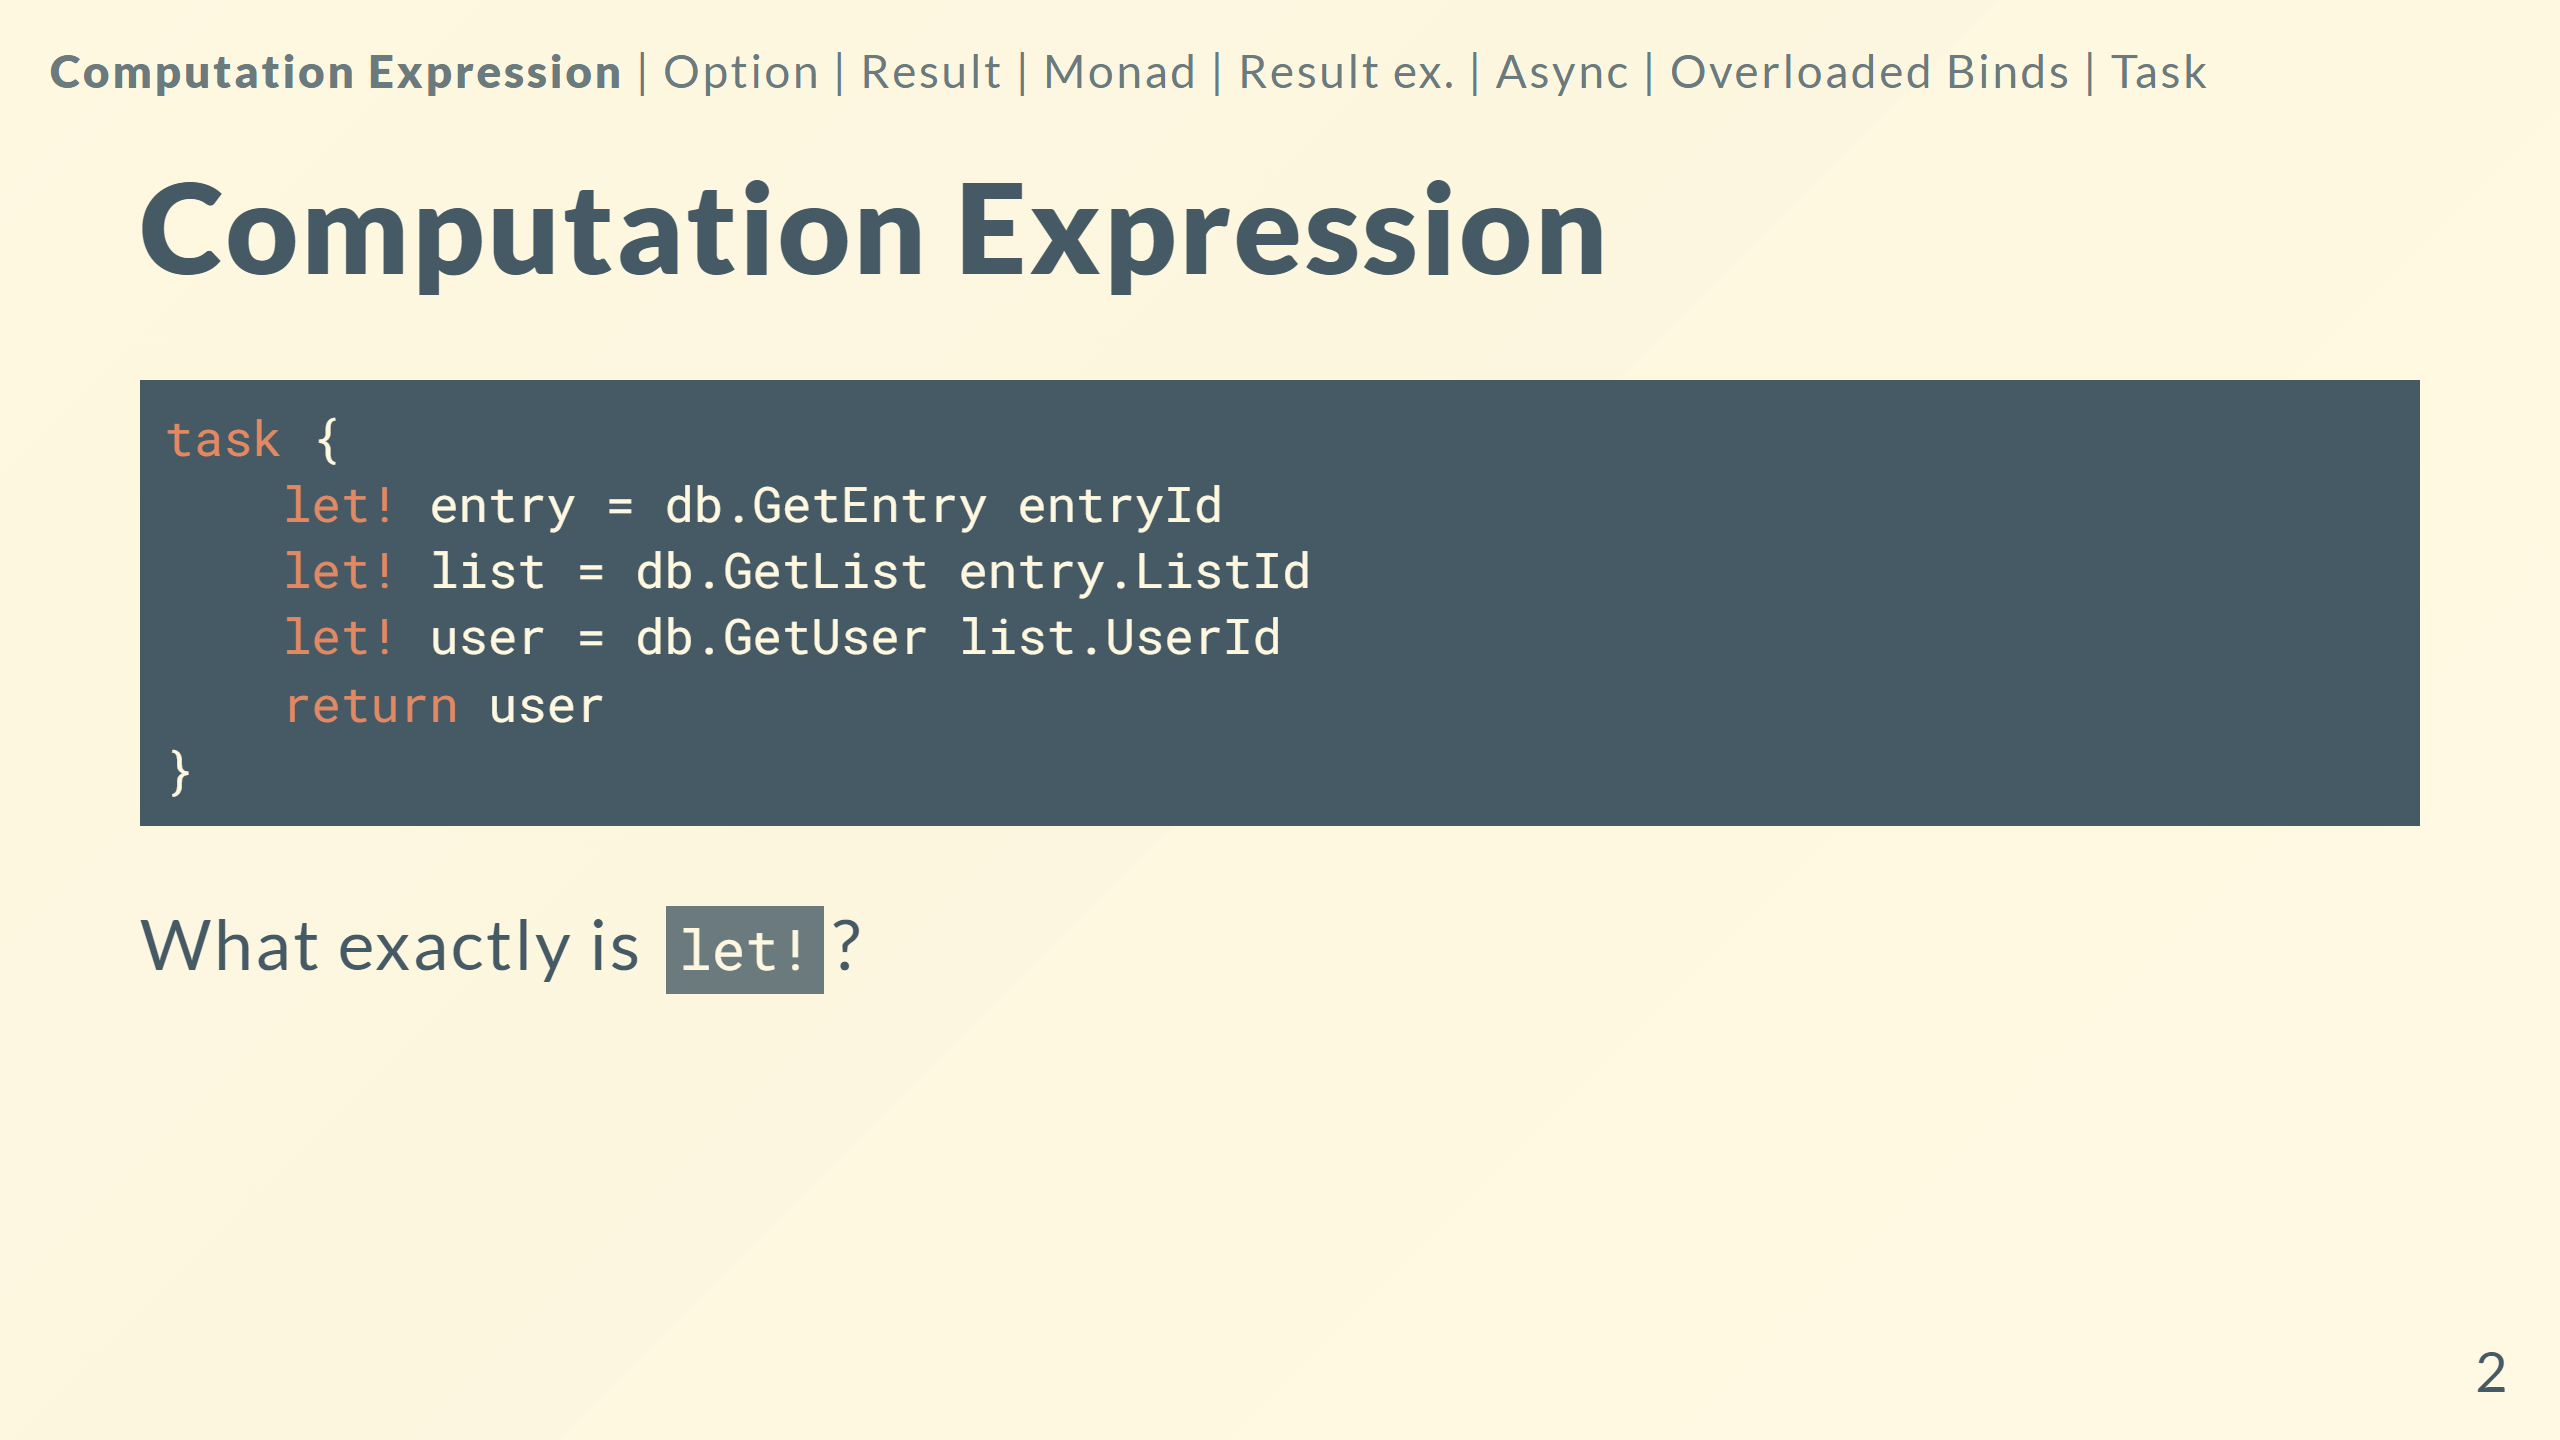 Computation Expression | Option | Result | Monad | Result ex. | Async | Overloaded Binds | Task
Computation Expression
task {
    let! entry = db.GetEntry entryId
    let! list = db.GetList entry.ListId
    let! user = db.GetUser list.UserId
    return user
}
What exactly is let! ?
2